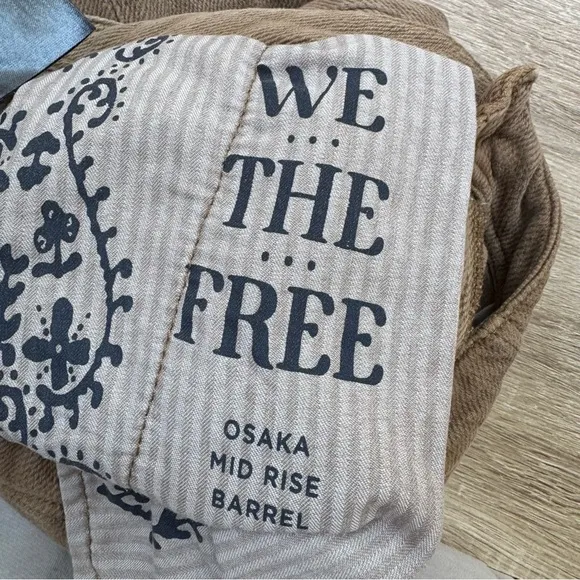 WE
THE
FREE
OSAKA
MID RISE
BARREL